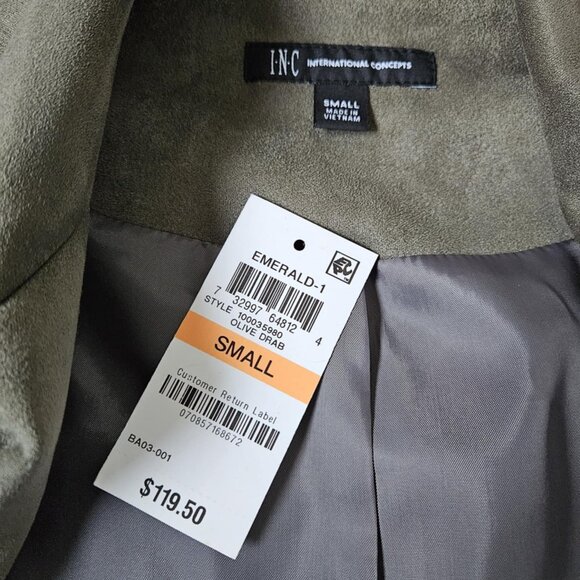 I·N·C INTERNATIONAL CONCEPTS
SMALL
MADE IN
VIETNAM
EMERALD-1
7 32997 64812 4
STYLE 100035980
OLIVE DRAB
SMALL
Customer Return Label
070857168672
BA03-001
$119.50